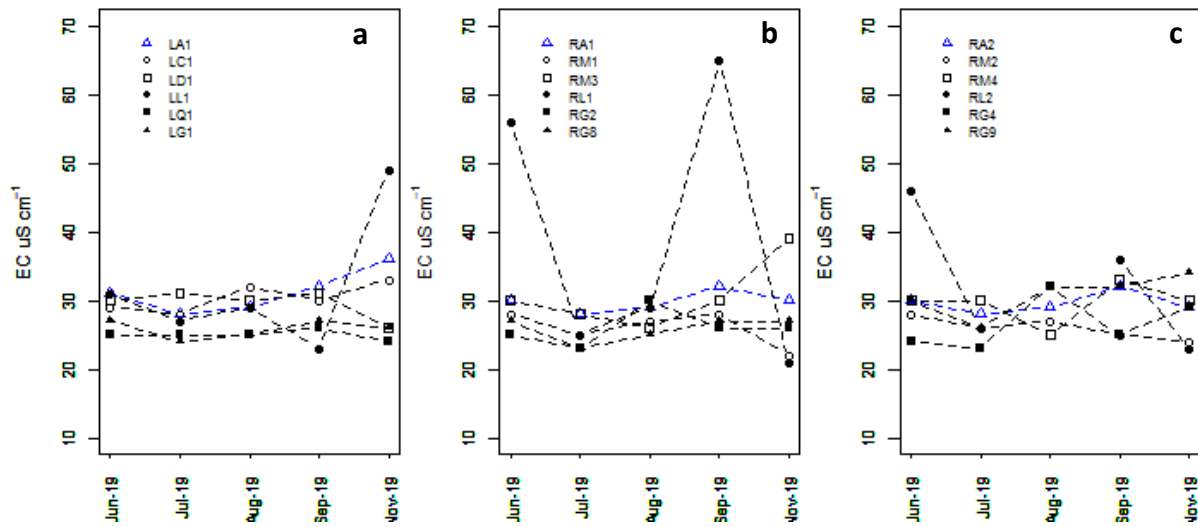 a
EC uS cm⁻¹
70
60
50
40
30
20
10
LA1
LC1
LD1
LL1
LQ1
LG1
Jun-19
Jul-19
Aug-19
Sep-19
Nov-19
b
EC uS cm⁻¹
70
60
50
40
30
20
10
RA1
RM1
RM3
RL1
RG2
RG8
Jun-19
Jul-19
Aug-19
Sep-19
Nov-19
c
EC uS cm⁻¹
70
60
50
40
30
20
10
RA2
RM2
RM4
RL2
RG4
RG9
Jun-19
Jul-19
Aug-19
Sep-19
Nov-19